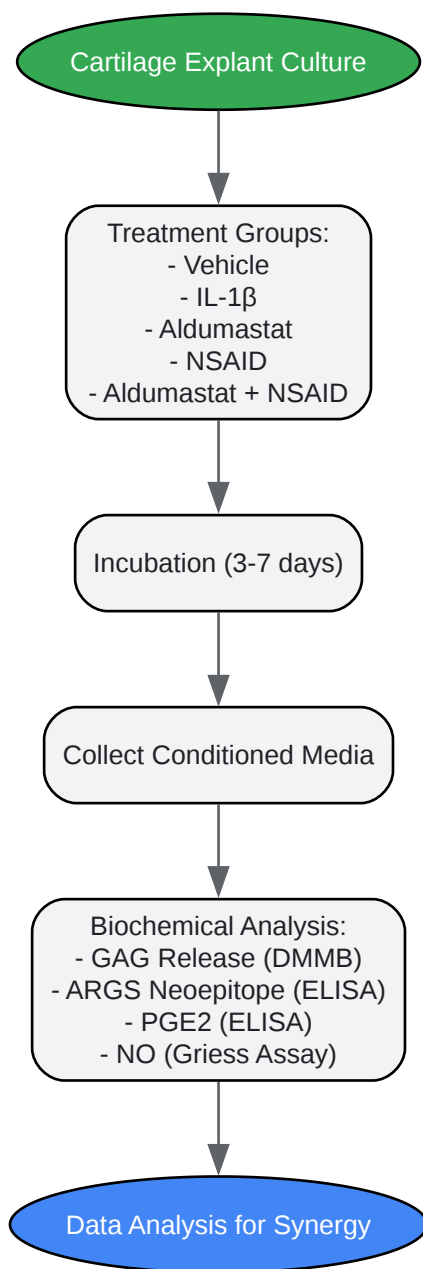 Cartilage Explant Culture
Treatment Groups:
- Vehicle
- IL-1β
- Aldumastat
- NSAID
- Aldumastat + NSAID
Incubation (3-7 days)
Collect Conditioned Media
Biochemical Analysis:
- GAG Release (DMMB)
- ARGS Neoepitope (ELISA)
- PGE2 (ELISA)
- NO (Griess Assay)
Data Analysis for Synergy